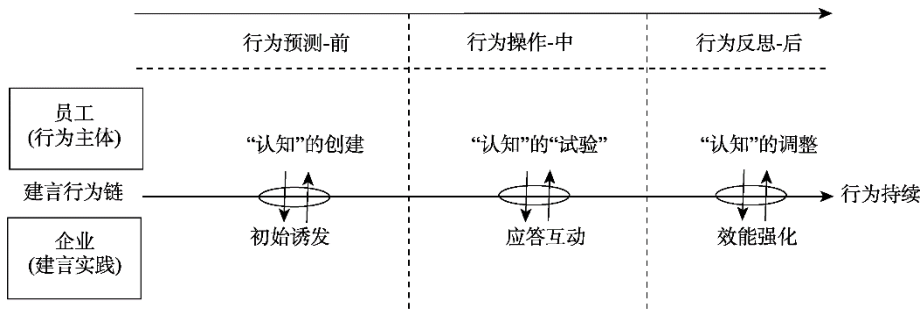 行为预测-前
行为操作-中
行为反思-后
员工
(行为主体)
“认知”的创建
“认知”的“试验”
“认知”的调整
建言行为链
行为持续
企业
(建言实践)
初始诱发
应答互动
效能强化